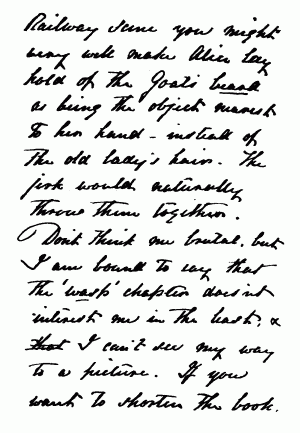 Railway scene you might
very well make Alice lay
hold of the Goat's beard
as being the object nearest
to her hand - instead of
the old lady's hair. The
jerk would naturally
throw them together.
Don't think me brutal, but
I am bound to say that
the 'wasp' chapter doesn't
interest me in the least, &
that I can't see my way
to a picture. If you
want to shorten the book,